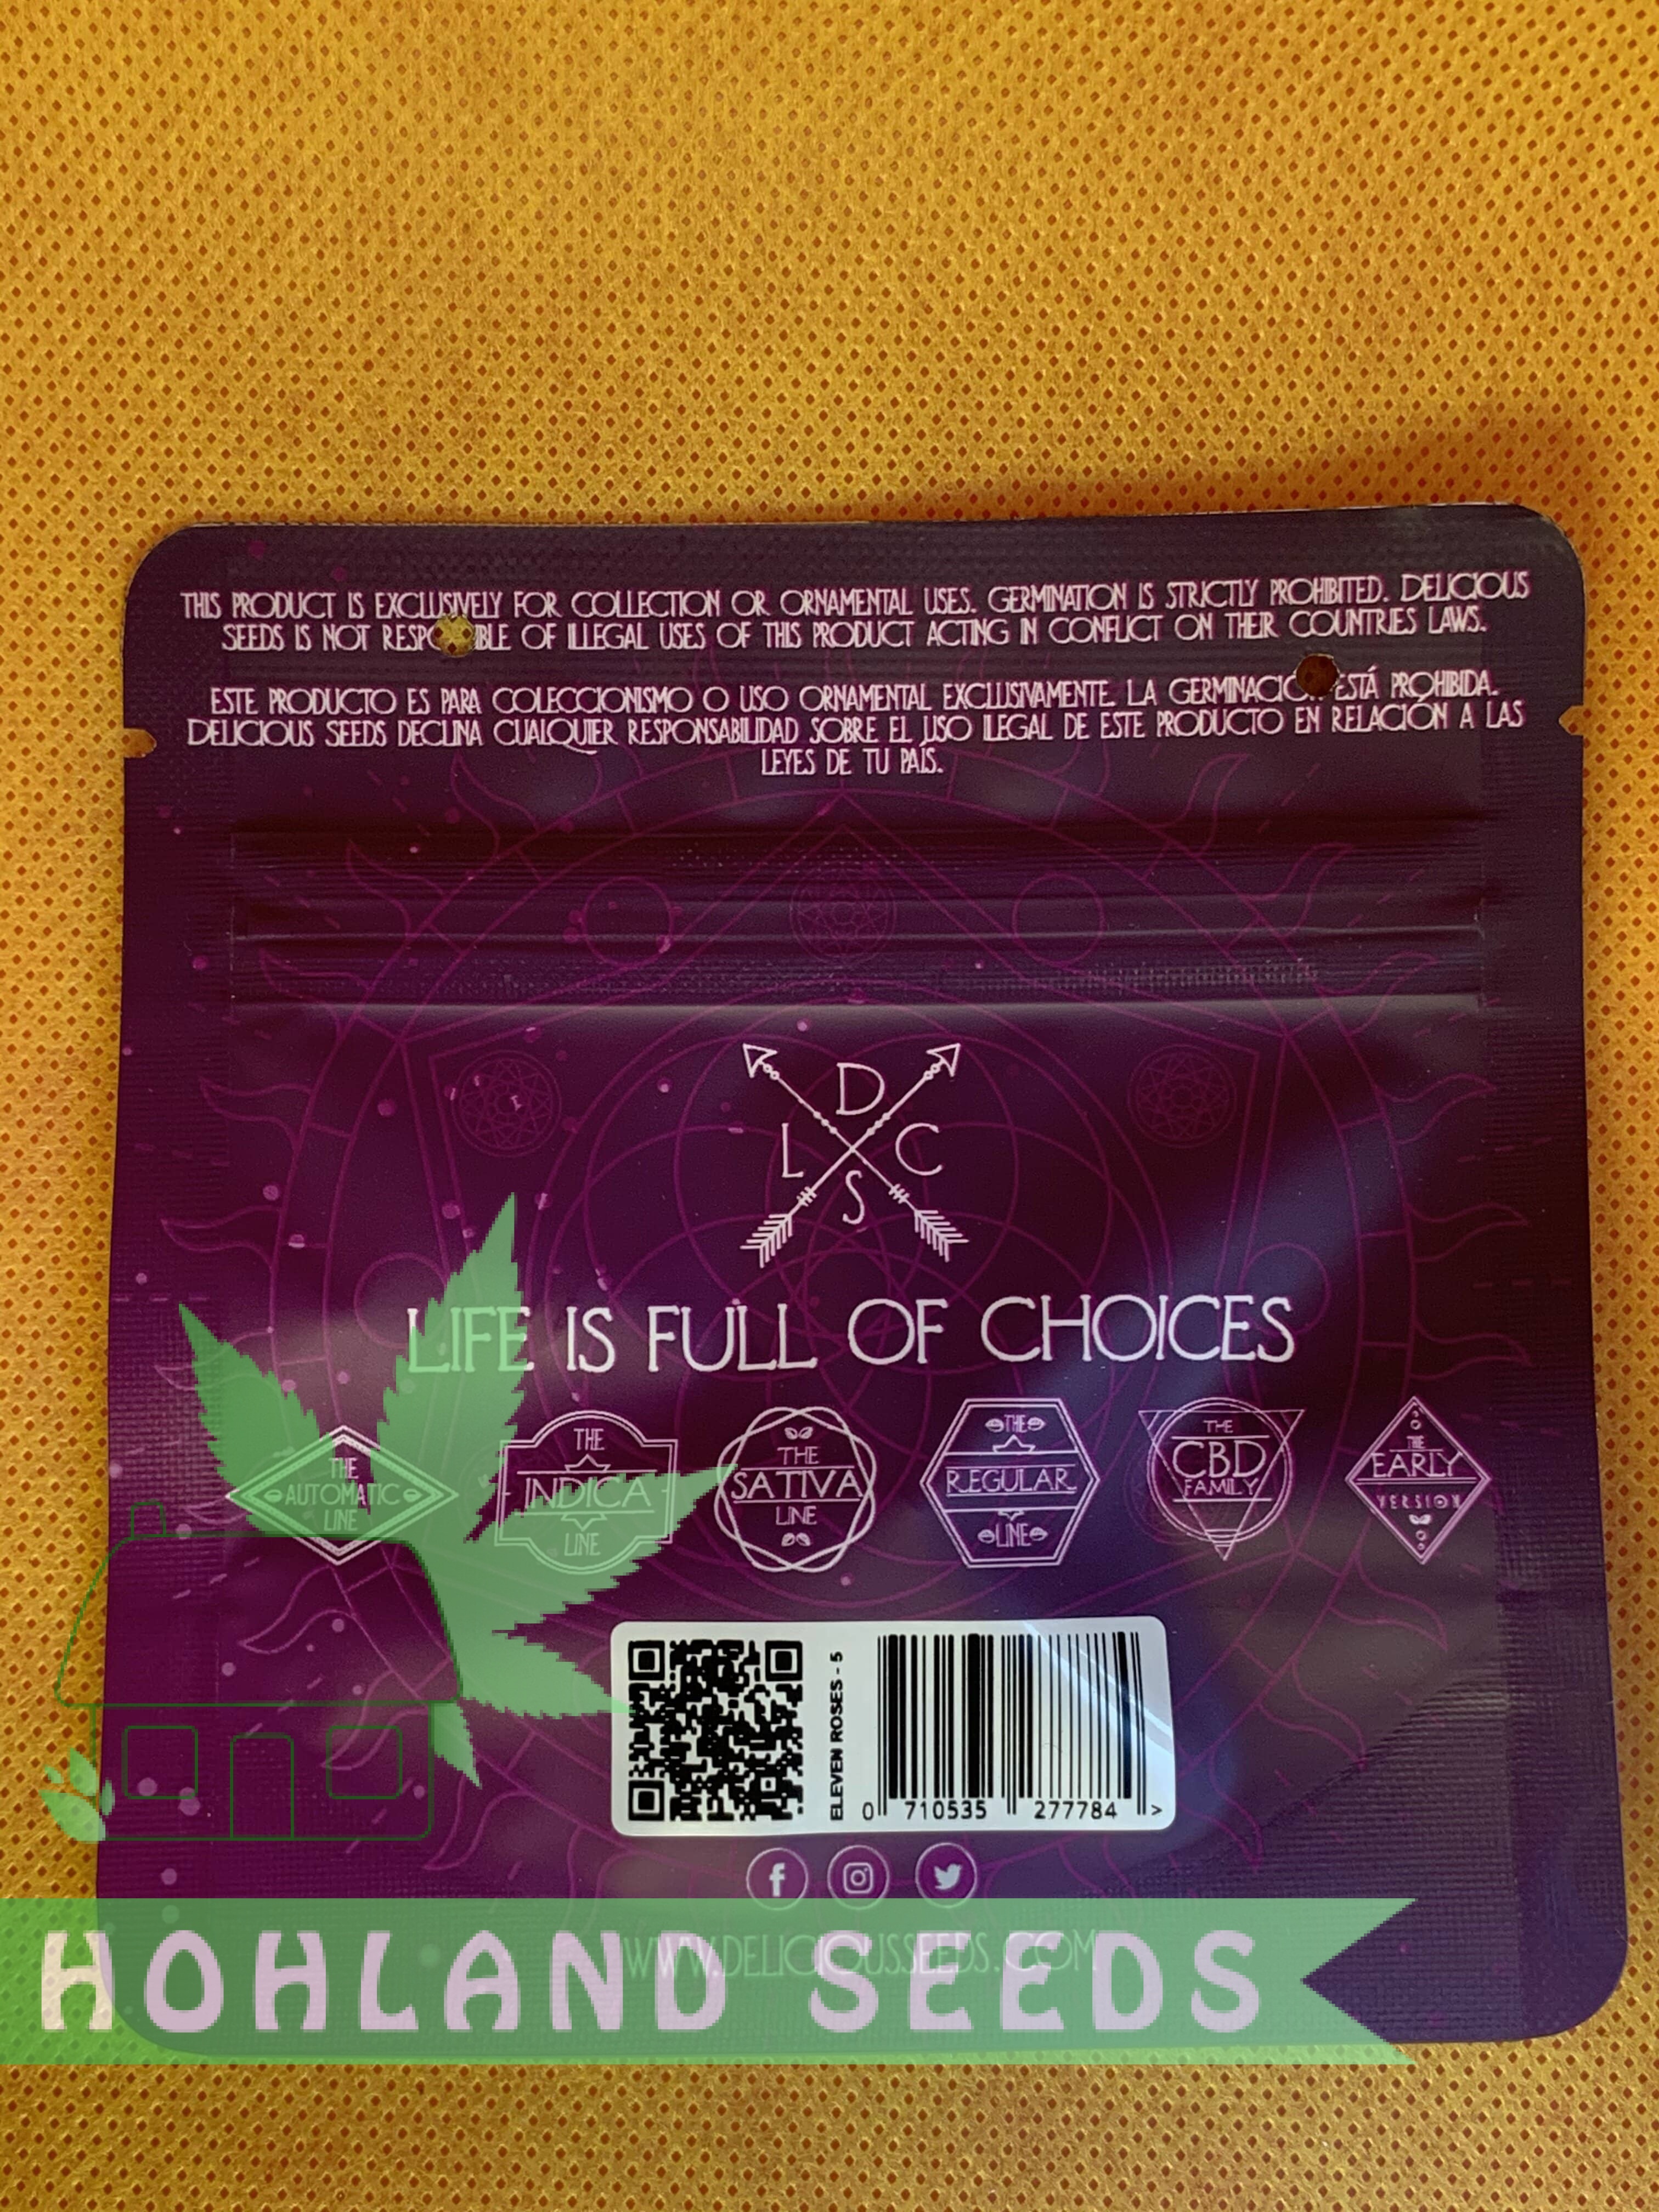 THIS PRODUCT IS EXCLUSIVELY FOR COLLECTION OR ORNAMENTAL USES. GERMINATION IS STRICTLY PROHIBITED. DELICIOUS
SEEDS IS NOT RESPONSIBLE OF ILLEGAL USES OF THIS PRODUCT ACTING IN CONFLICT ON THEIR COUNTRIES LAWS.
ESTE PRODUCTO ES PARA COLECCIONISMO O USO ORNAMENTAL EXCLUSIVAMENTE. LA GERMINACIÓN ESTÁ PROHIBIDA.
DELICIOUS SEEDS DECLINA CUALQUIER RESPONSABILIDAD SOBRE EL USO ILEGAL DE ESTE PRODUCTO EN RELACIÓN A LAS
LEYES DE TU PAÍS.
D
L C
S
LIFE IS FULL OF CHOICES
THE AUTOMATIC LINE
THE INDICA LINE
THE SATIVA LINE
THE REGULAR LINE
THE CBD FAMILY
THE EARLY VERSION
ELEVEN ROSES - 5
0 710535 277784 >
WWW.DELICIOUSSEEDS.COM
HOHLAND SEEDS